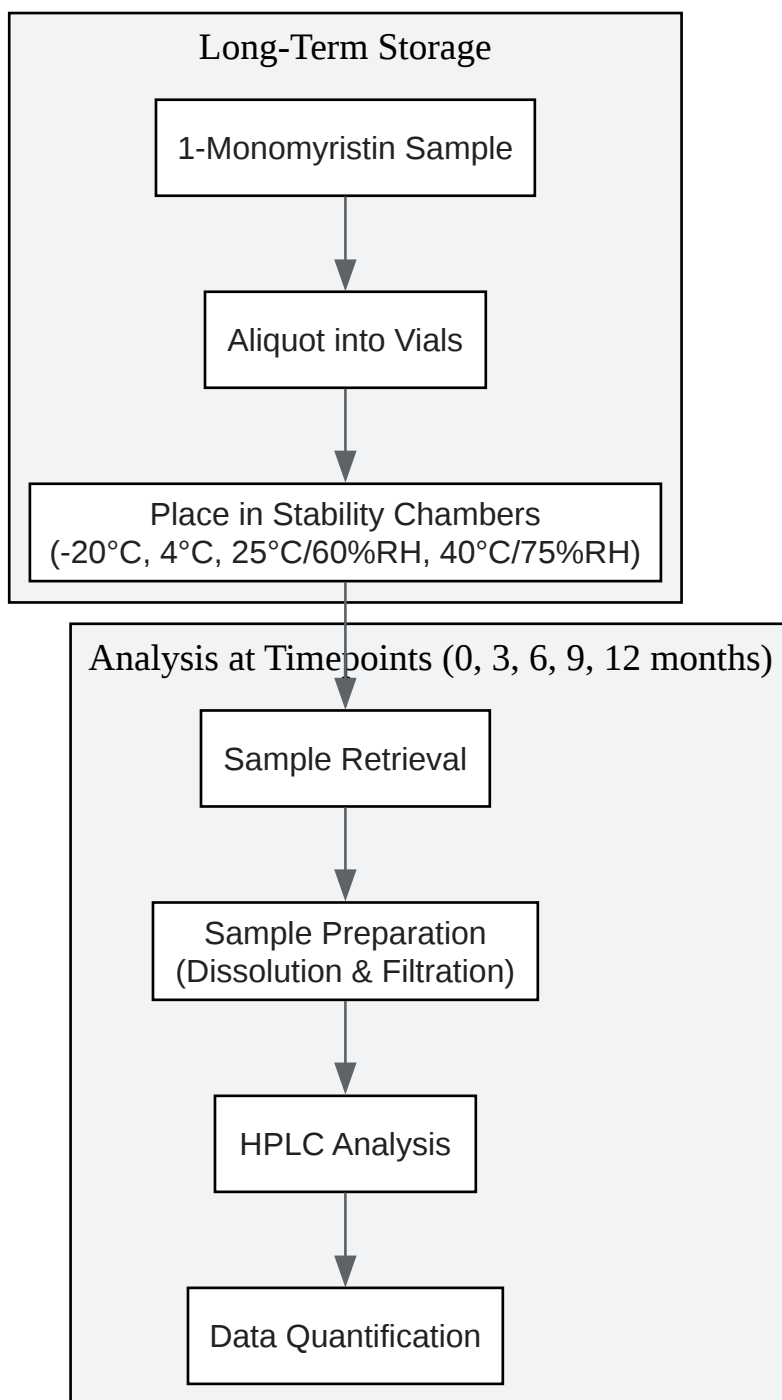 Long-Term Storage
1-Monomyristin Sample
Aliquot into Vials
Place in Stability Chambers
(-20°C, 4°C, 25°C/60%RH, 40°C/75%RH)
Analysis at Timepoints (0, 3, 6, 9, 12 months)
Sample Retrieval
Sample Preparation
(Dissolution & Filtration)
HPLC Analysis
Data Quantification